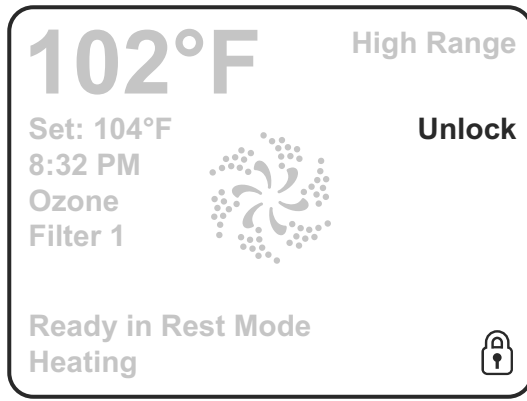 102°F
High Range
Set: 104°F
Unlock
8:32 PM
Ozone
Filter 1
Ready in Rest Mode
Heating